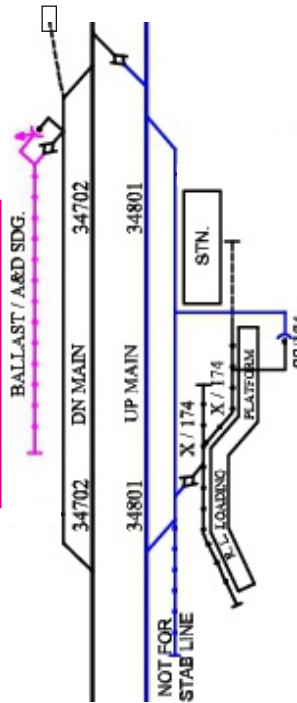 BALLAST / A&D SDG.
34702 DN MAIN 34702
34801 UP MAIN 34801
STN.
X / 174
X / 174
PLATFORM
R. L. LOADING
NOT FOR
STAB LINE